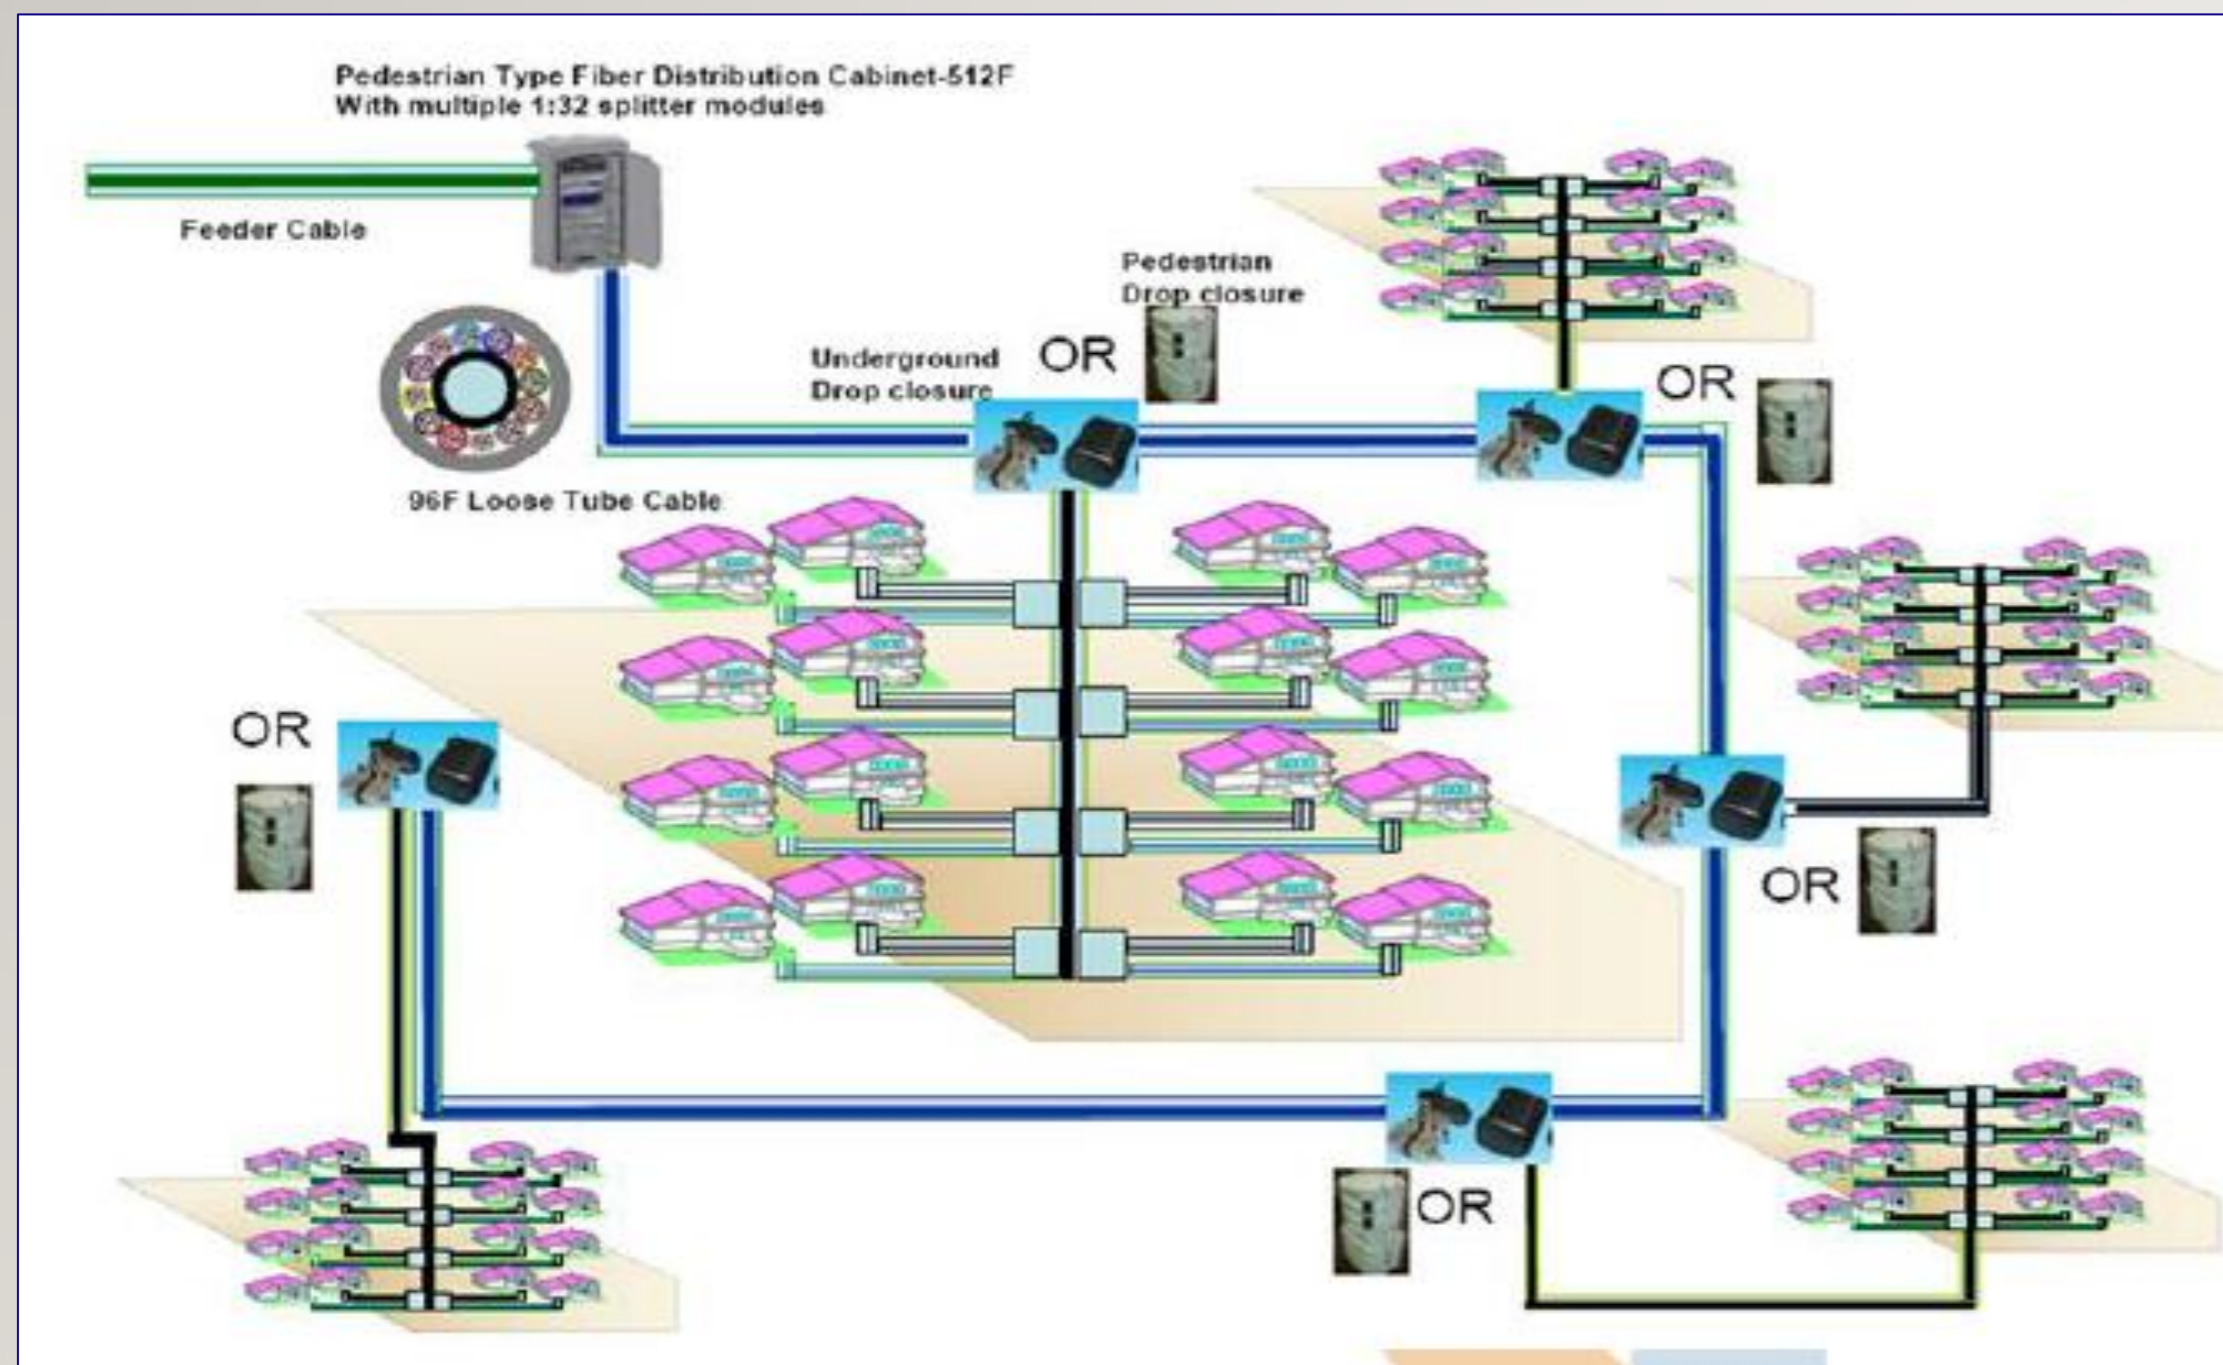 Pedestrian Type Fiber Distribution Cabinet-512F
With multiple 1:32 splitter modules
Feeder Cable
Pedestrian
Drop closure
Underground
Drop closure
OR
OR
96F Loose Tube Cable
OR
OR
OR